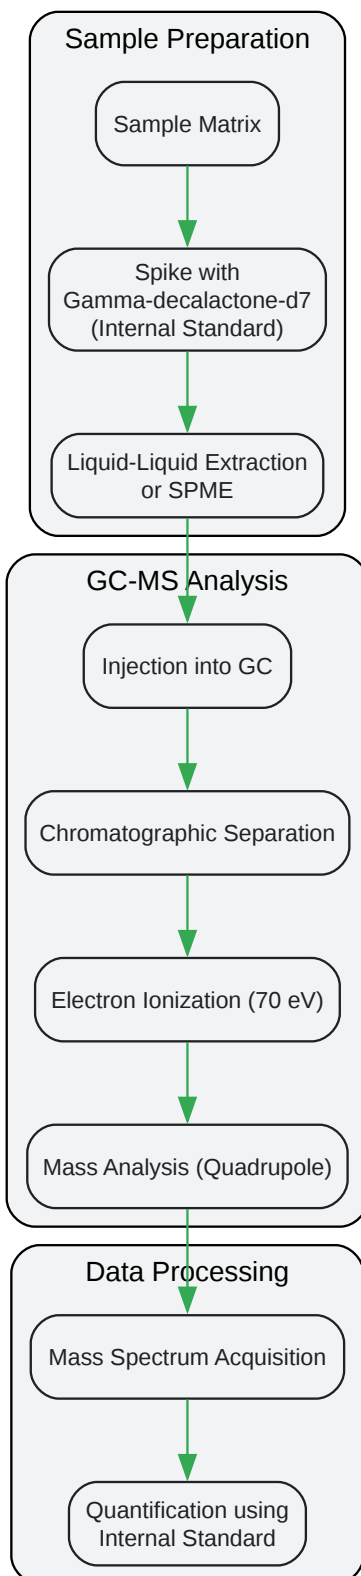 Sample Preparation
Sample Matrix
Spike with
Gamma-decalactone-d7
(Internal Standard)
Liquid-Liquid Extraction
or SPME
GC-MS Analysis
Injection into GC
Chromatographic Separation
Electron Ionization (70 eV)
Mass Analysis (Quadrupole)
Data Processing
Mass Spectrum Acquisition
Quantification using
Internal Standard